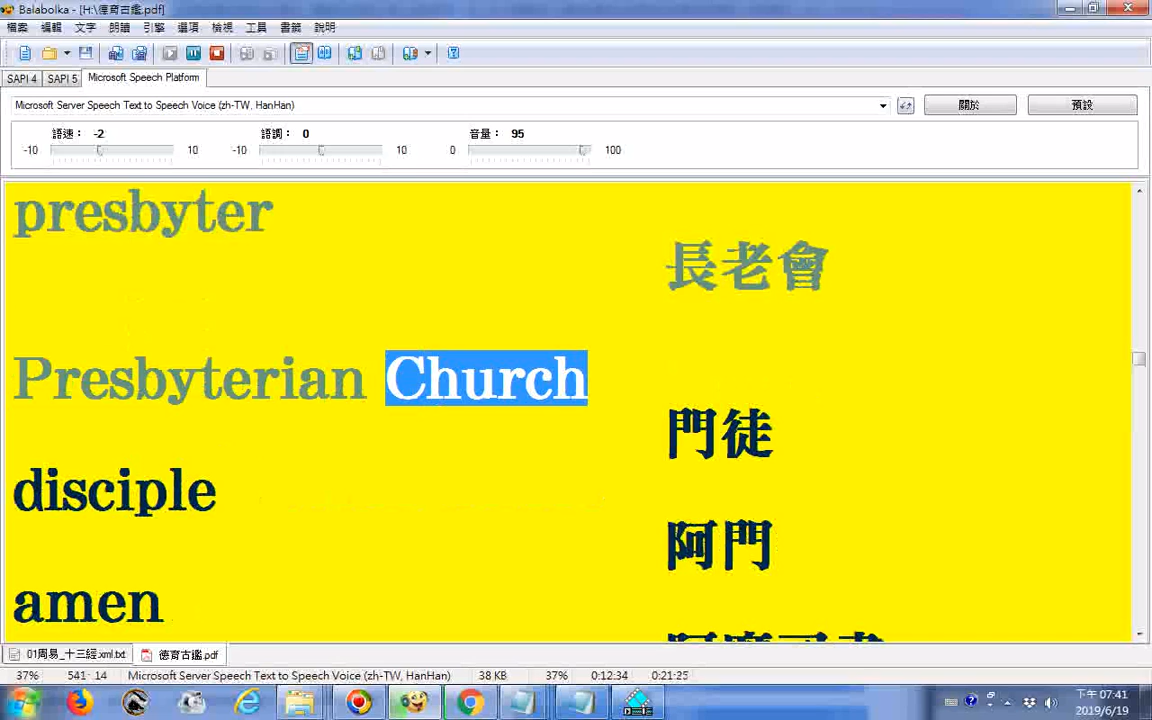 Balabolka - [H:\德育古鑑.pdf]
檔案 編輯 文字 朗讀 引擎 選項 檢視 工具 書籤 說明
SAPI 4 SAPI 5 Microsoft Speech Platform
Microsoft Server Speech Text to Speech Voice (zh-TW, HanHan) 關於 預設
語速： -2 語調： 0 音量： 95
-10 10 -10 10 0 100
presbyter
長老會
Presbyterian Church
門徒
disciple
阿門
amen
01周易_十三經.xml.txt 德育古鑑.pdf
37% 541: 14 Microsoft Server Speech Text to Speech Voice (zh-TW, HanHan) 38 KB 37% 0:12:34 0:21:25
下午 07:41
2019/6/19